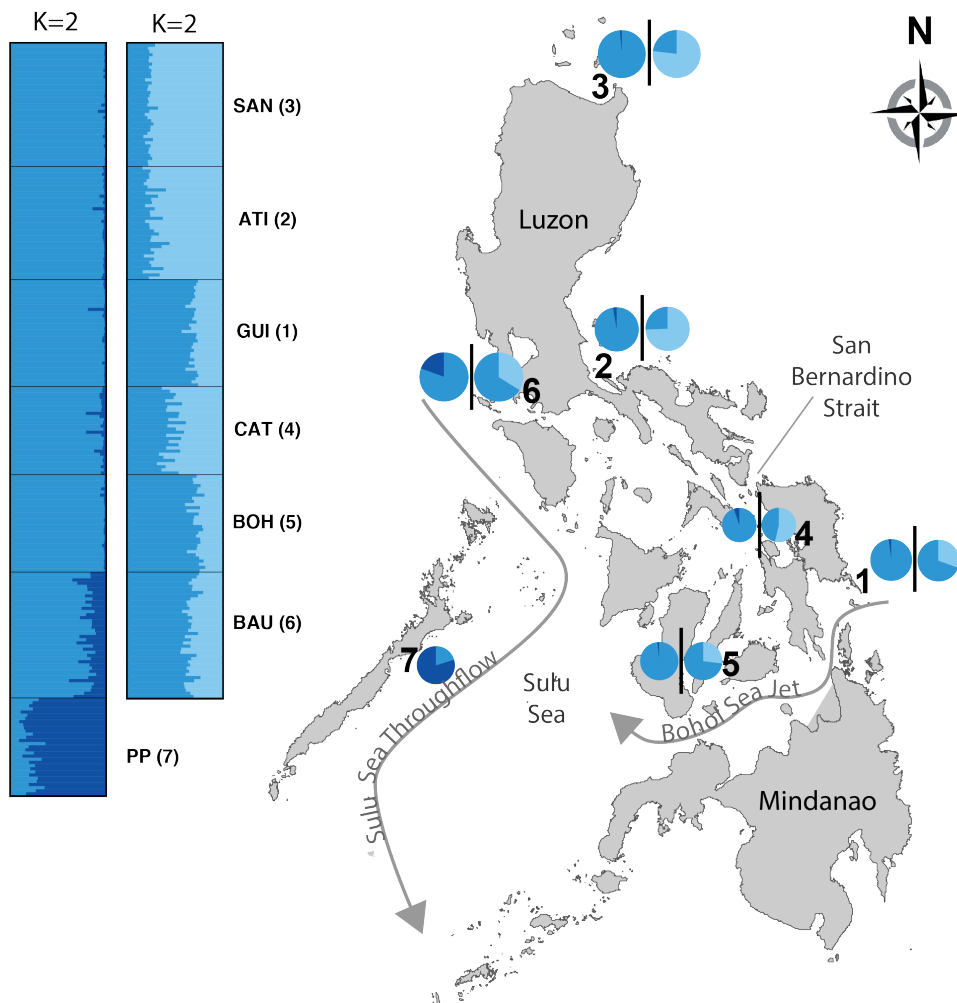 K=2
K=2
SAN (3)
ATI (2)
GUI (1)
CAT (4)
BOH (5)
BAU (6)
PP (7)
N
3
Luzon
2
6
San
Bernardino
Strait
4
1
7
5
Sulu
Sea
Sulu Sea Throughflow
Bohol Sea Jet
Mindanao